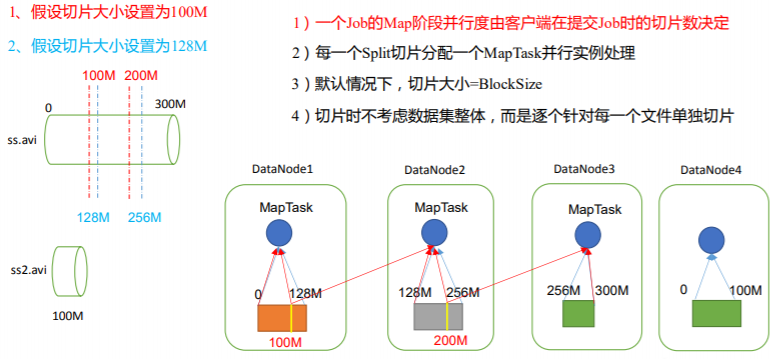 1、假设切片大小设置为100M
2、假设切片大小设置为128M
1）一个Job的Map阶段并行度由客户端在提交Job时的切片数决定
2）每一个Split切片分配一个MapTask并行实例处理
3）默认情况下，切片大小=BlockSize
4）切片时不考虑数据集整体，而是逐个针对每一个文件单独切片
100M 200M
0 300M
ss.avi
128M 256M
ss2.avi
100M
DataNode1 DataNode2 DataNode3 DataNode4
MapTask MapTask MapTask
0 128M 128M 256M 256M 300M 0 100M
100M 200M